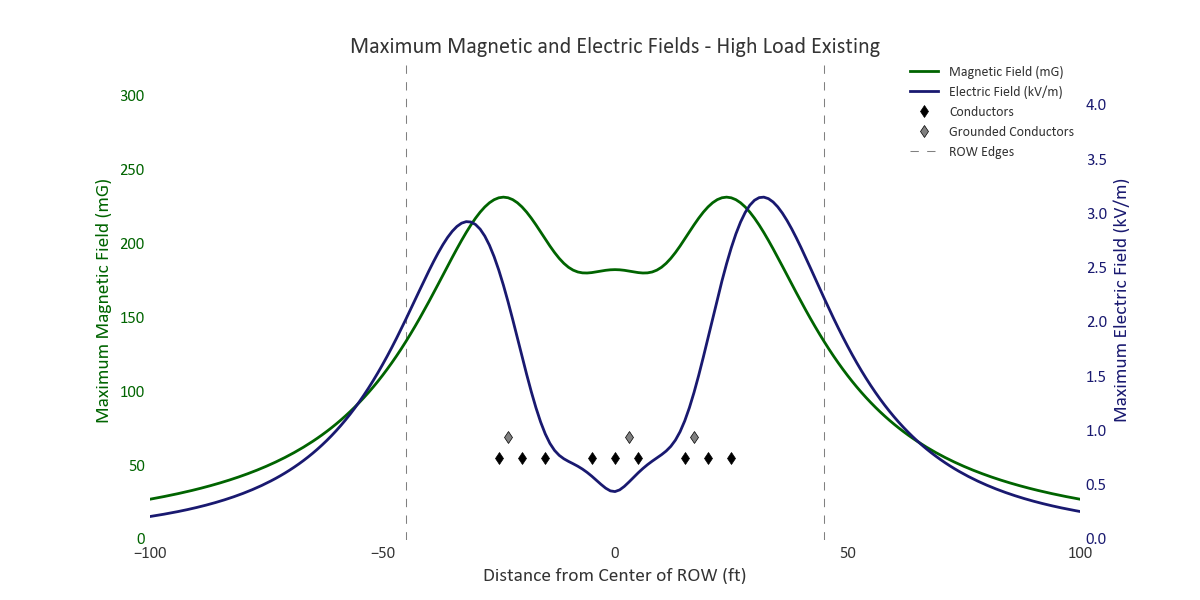 Maximum Magnetic and Electric Fields - High Load Existing
Magnetic Field (mG)
Electric Field (kV/m)
Conductors
Grounded Conductors
ROW Edges
Maximum Magnetic Field (mG)
300
250
200
150
100
50
0
4.0
3.5
3.0
2.5
2.0
1.5
1.0
0.5
0.0
Maximum Electric Field (kV/m)
−100
−50
0
50
100
Distance from Center of ROW (ft)